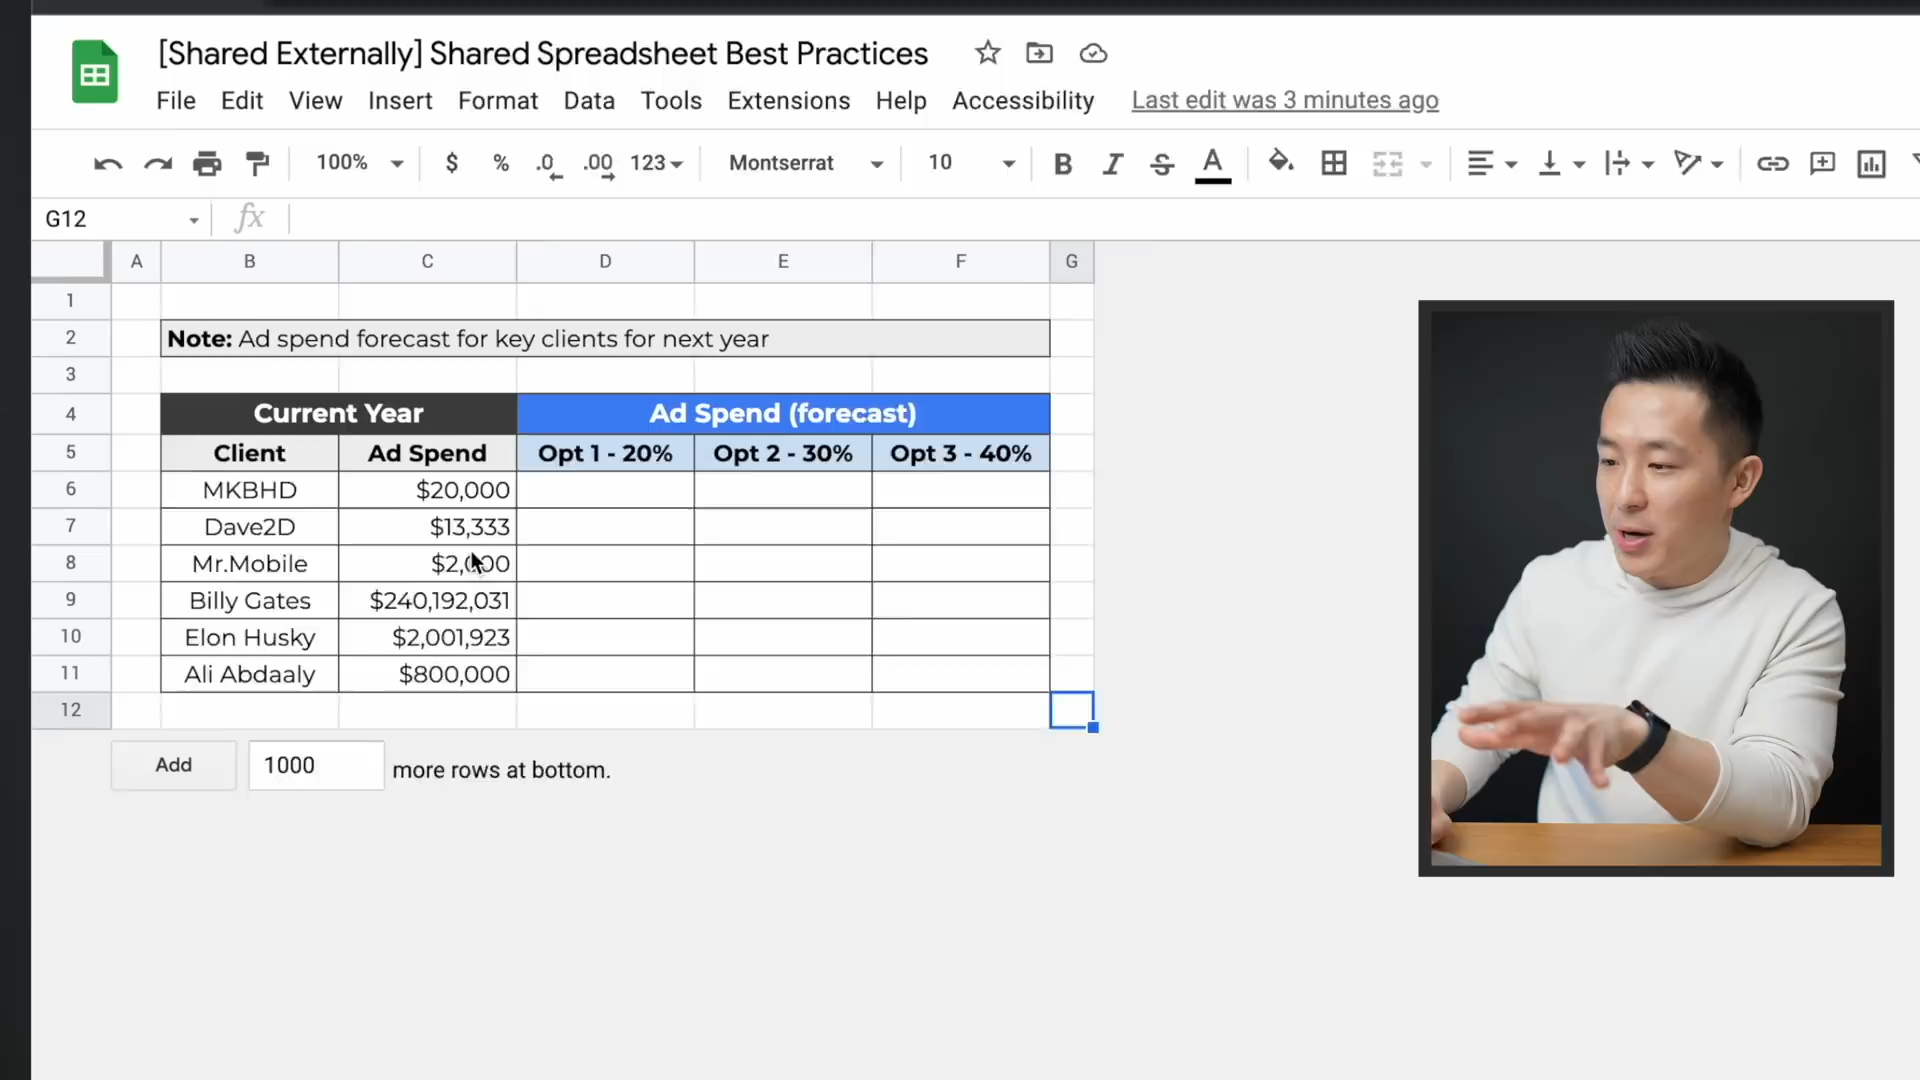 [Shared Externally] Shared Spreadsheet Best Practices
File Edit View Insert Format Data Tools Extensions Help Accessibility Last edit was 3 minutes ago
100% $ % .0 .00 123 Montserrat 10 B I S A
G12 fx
A B C D E F G
1
2 Note: Ad spend forecast for key clients for next year
3
4 Current Year Ad Spend (forecast)
5 Client Ad Spend Opt 1 - 20% Opt 2 - 30% Opt 3 - 40%
6 MKBHD $20,000
7 Dave2D $13,333
8 Mr.Mobile $2,000
9 Billy Gates $240,192,031
10 Elon Husky $2,001,923
11 Ali Abdaaly $800,000
12
Add 1000 more rows at bottom.